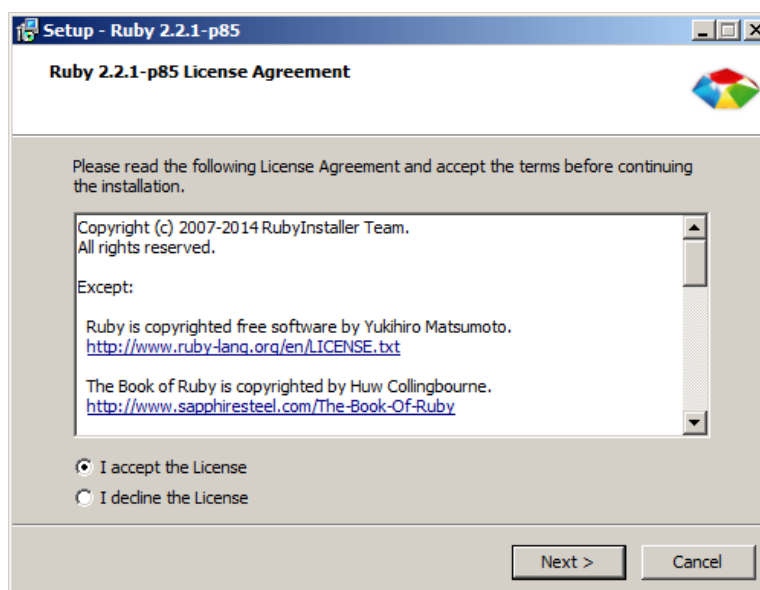 Setup - Ruby 2.2.1-p85
Ruby 2.2.1-p85 License Agreement
Please read the following License Agreement and accept the terms before continuing
the installation.
Copyright (c) 2007-2014 RubyInstaller Team.
All rights reserved.
Except:
Ruby is copyrighted free software by Yukihiro Matsumoto.
http://www.ruby-lang.org/en/LICENSE.txt
The Book of Ruby is copyrighted by Huw Collingbourne.
http://www.sapphiresteel.com/The-Book-Of-Ruby
I accept the License
I decline the License
Next >
Cancel